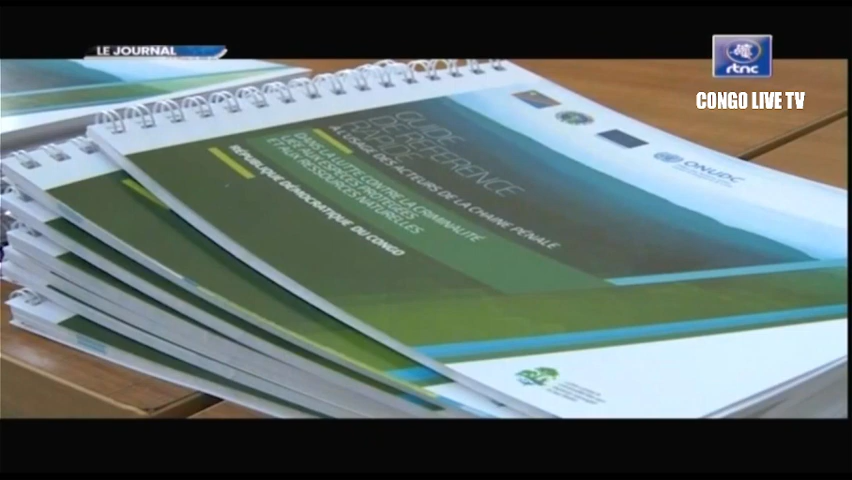 LE JOURNAL
rtnc
CONGO LIVE TV
GUIDE
DE RÉFÉRENCE
RAPIDE
À L'USAGE DES ACTEURS DE LA CHAINE PÉNALE
DANS LA LUTTE CONTRE LA CRIMINALITÉ
LIÉE AUX ESPÈCES PROTÉGÉES
ET AUX RESSOURCES NATURELLES
RÉPUBLIQUE DÉMOCRATIQUE DU CONGO
ONUDC